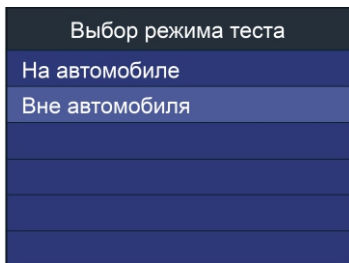 Выбор режима теста
На автомобиле
Вне автомобиля